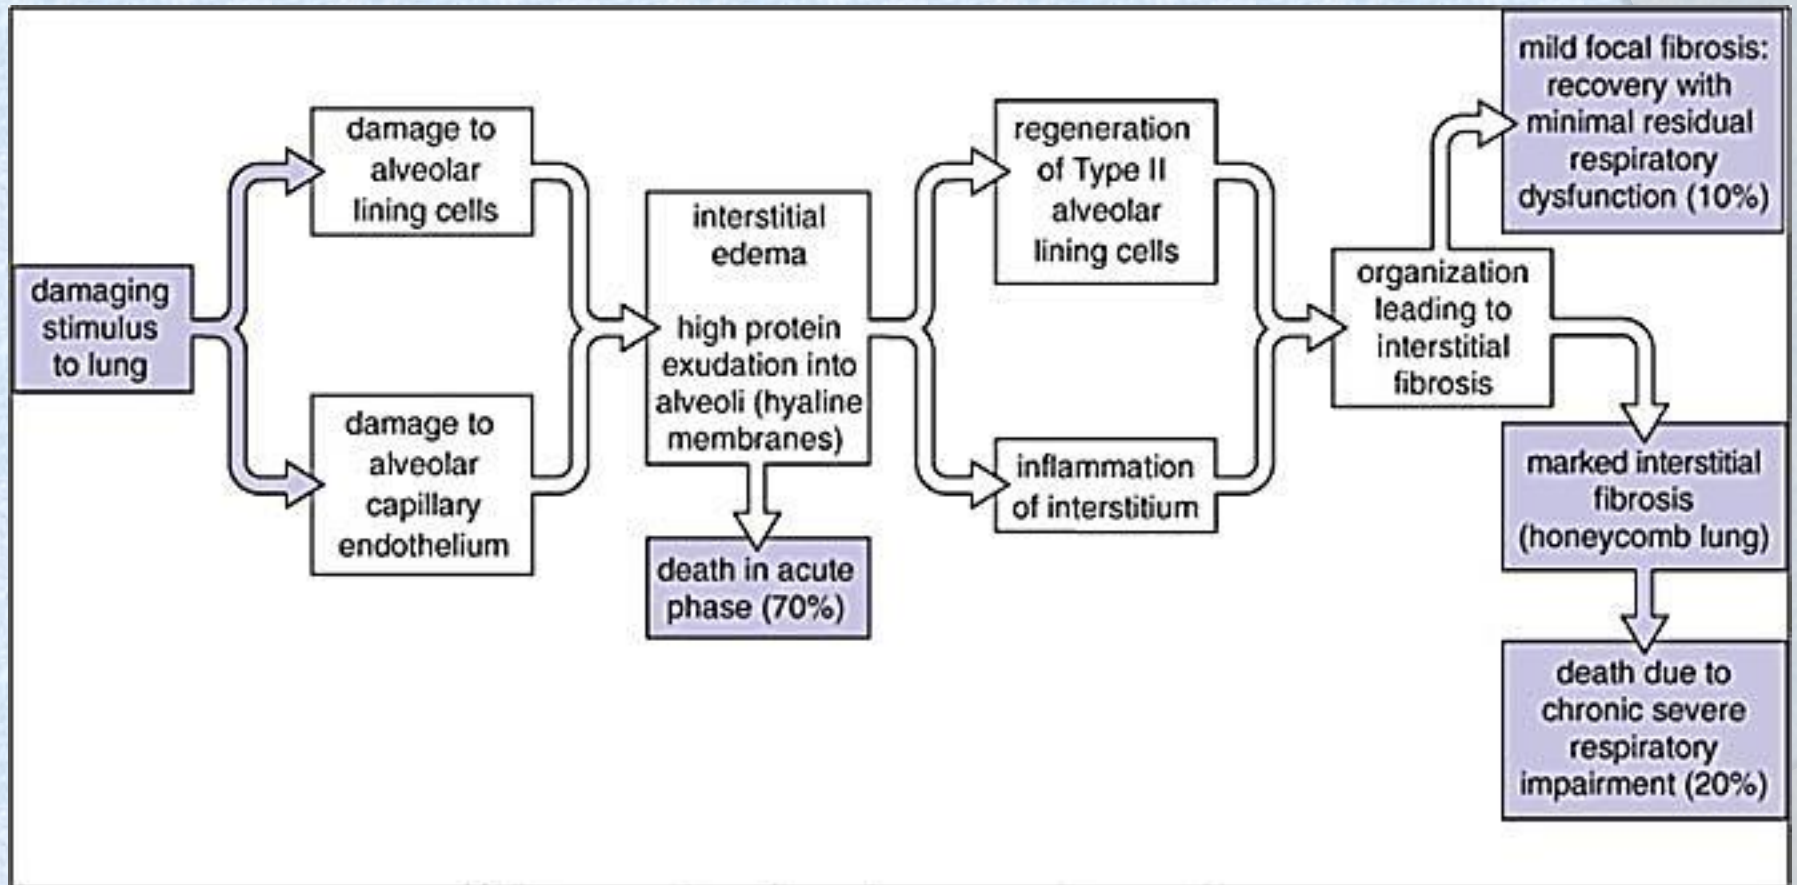 damaging
stimulus
to lung
damage to
alveolar
lining cells
damage to
alveolar
capillary
endothelium
interstitial
edema
high protein
exudation into
alveoli (hyaline
membranes)
death in acute
phase (70%)
regeneration
of Type II
alveolar
lining cells
inflammation
of interstitium
organization
leading to
interstitial
fibrosis
mild focal fibrosis:
recovery with
minimal residual
respiratory
dysfunction (10%)
marked interstitial
fibrosis
(honeycomb lung)
death due to
chronic severe
respiratory
impairment (20%)